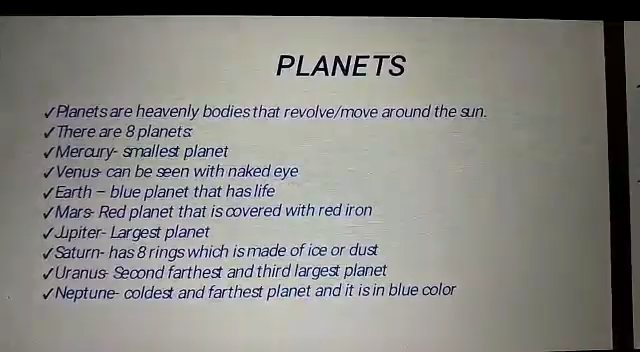 PLANETS
✓Planets are heavenly bodies that revolve/move around the sun.
✓There are 8 planets:
✓Mercury- smallest planet
✓Venus- can be seen with naked eye
✓Earth – blue planet that has life
✓Mars- Red planet that is covered with red iron
✓Jupiter- Largest planet
✓Saturn- has 8 rings which is made of ice or dust
✓Uranus- Second farthest and third largest planet
✓Neptune- coldest and farthest planet and it is in blue color